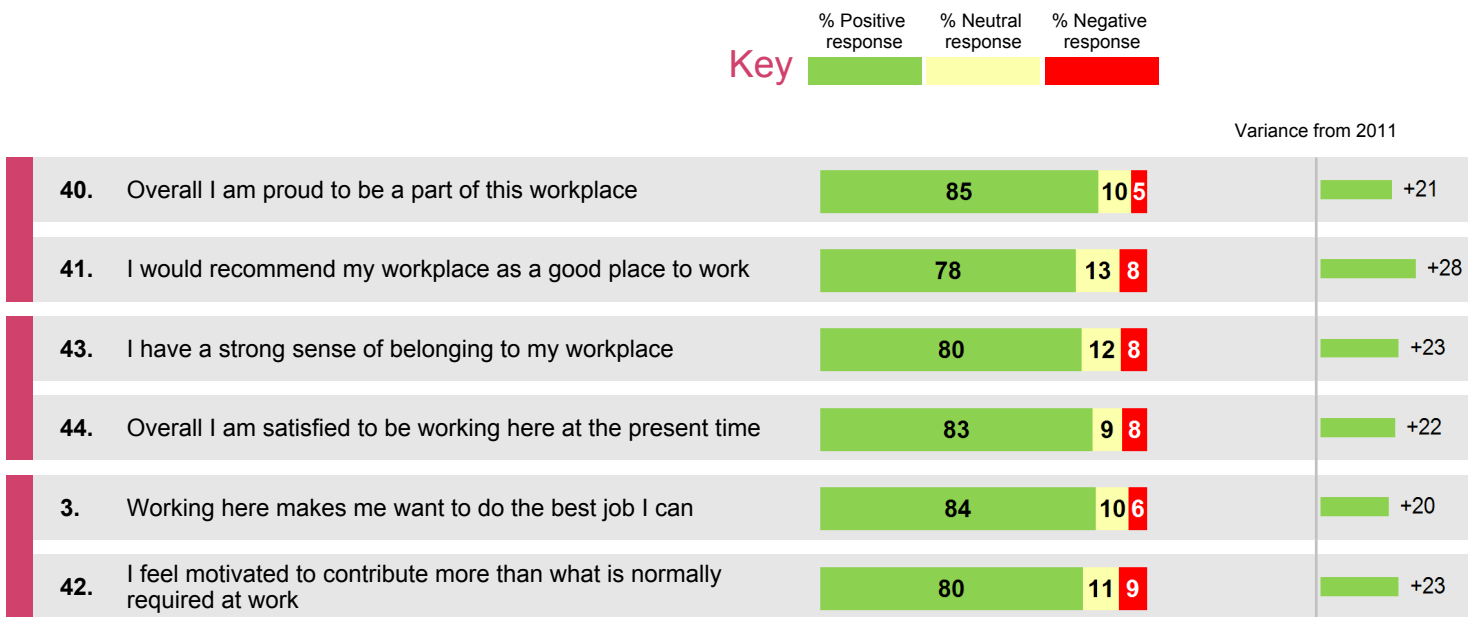 % Positive response
% Neutral response
% Negative response
Key
Variance from 2011
40. Overall I am proud to be a part of this workplace 85 10 5 +21
41. I would recommend my workplace as a good place to work 78 13 8 +28
43. I have a strong sense of belonging to my workplace 80 12 8 +23
44. Overall I am satisfied to be working here at the present time 83 9 8 +22
3. Working here makes me want to do the best job I can 84 10 6 +20
42. I feel motivated to contribute more than what is normally
required at work 80 11 9 +23